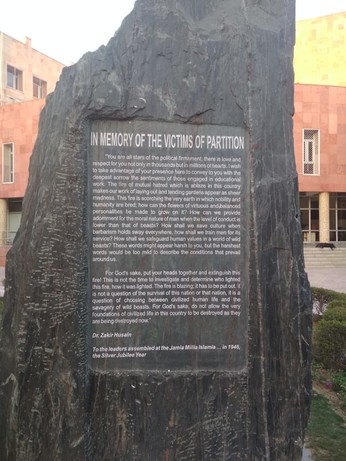 IN MEMORY OF THE VICTIMS OF PARTITION
"You are all stars of the political firmament, there is love and
respect for you not only in thousands but in millions of hearts. I wish
to take advantage of your presence here to convey to you with the
deepest sorrow the sentiments of those engaged in educational
work. The fire of mutual hatred which is ablaze in this country
makes our work of laying out and tending gardens appear as sheer
madness. This fire is scorching the very earth in which nobility and
humanity are bred; how can the flowers of virtuous and balanced
personalities be made to grow on it? How can we provide
adornment for the moral nature of man when the level of conduct is
lower than that of beasts? How shall we save culture when
barbarism holds sway everywhere, how shall we train men for its
service? How shall we safeguard human values in a world of wild
beasts? These words might appear harsh to you, but the harshest
words would be too mild to describe the conditions that prevail
around us.
For God's sake, put your heads together and extinguish this
fire! This is not the time to investigate and determine who lighted
this fire, how it was lighted. The fire is blazing; it has to be put out. It
is not a question of the survival of this nation or that nation, it is a
question of choosing between civilized human life and the
savagery of wild beasts. For God's sake, do not allow the very
foundations of civilized life in this country to be destroyed as they
are being destroyed now."
Dr. Zakir Husain
To the leaders assembled at the Jamia Millia Islamia ... in 1946,
the Silver Jubilee Year